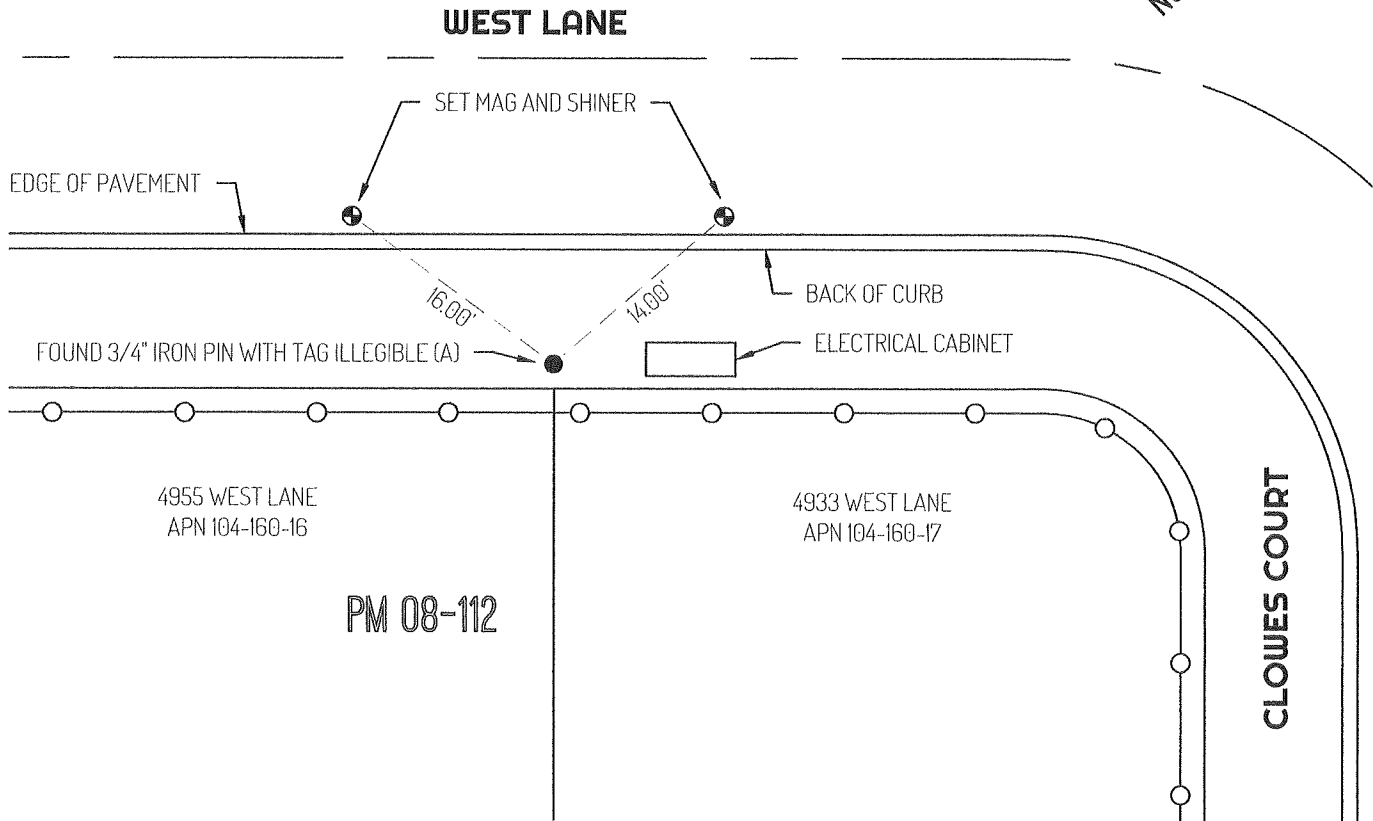 WEST LANE
SET MAG AND SHINER
EDGE OF PAVEMENT
16.00'
14.00'
BACK OF CURB
FOUND 3/4" IRON PIN WITH TAG ILLEGIBLE (A)
ELECTRICAL CABINET
4955 WEST LANE
APN 104-160-16
4933 WEST LANE
APN 104-160-17
PM 08-112
CLOWES COURT